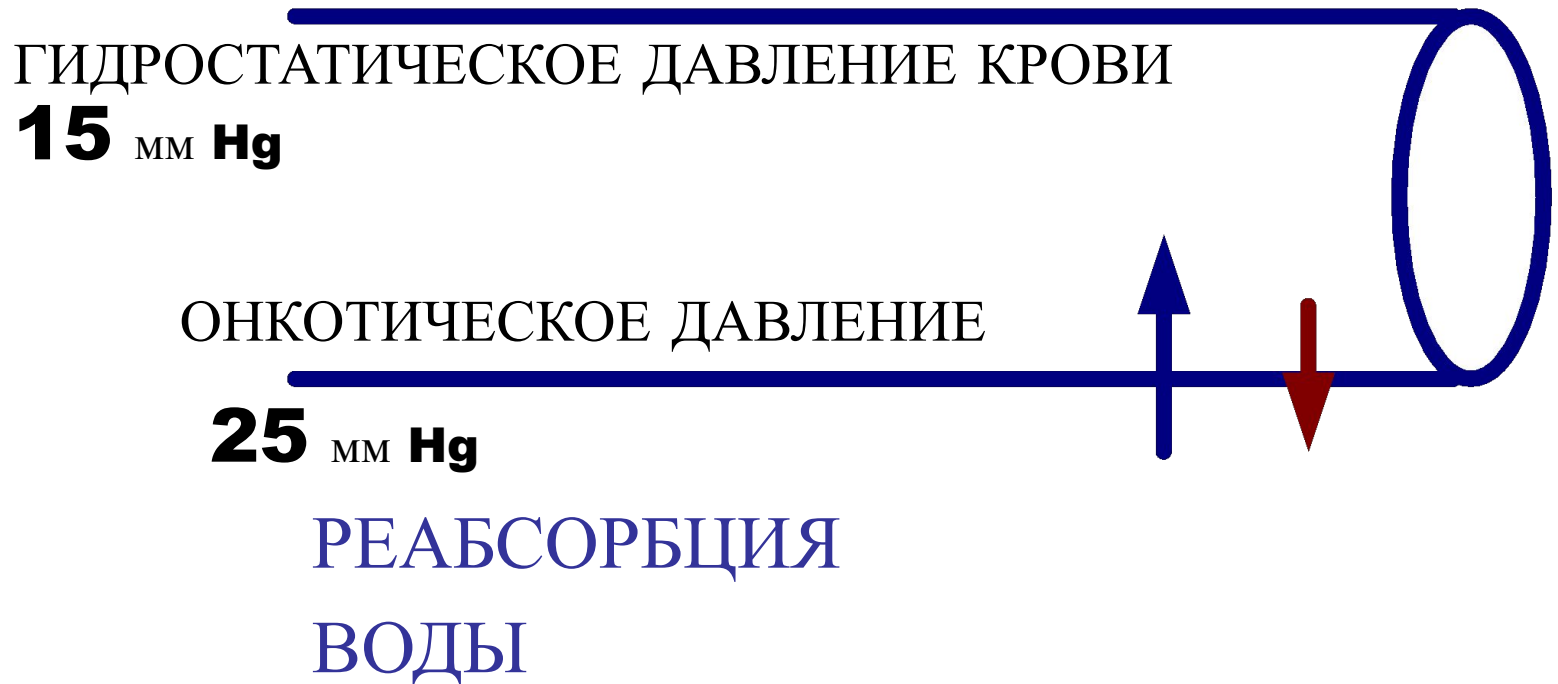 ГИДРОСТАТИЧЕСКОЕ ДАВЛЕНИЕ КРОВИ
15 мм Hg
ОНКОТИЧЕСКОЕ ДАВЛЕНИЕ
25 мм Hg
РЕАБСОРБЦИЯ
ВОДЫ